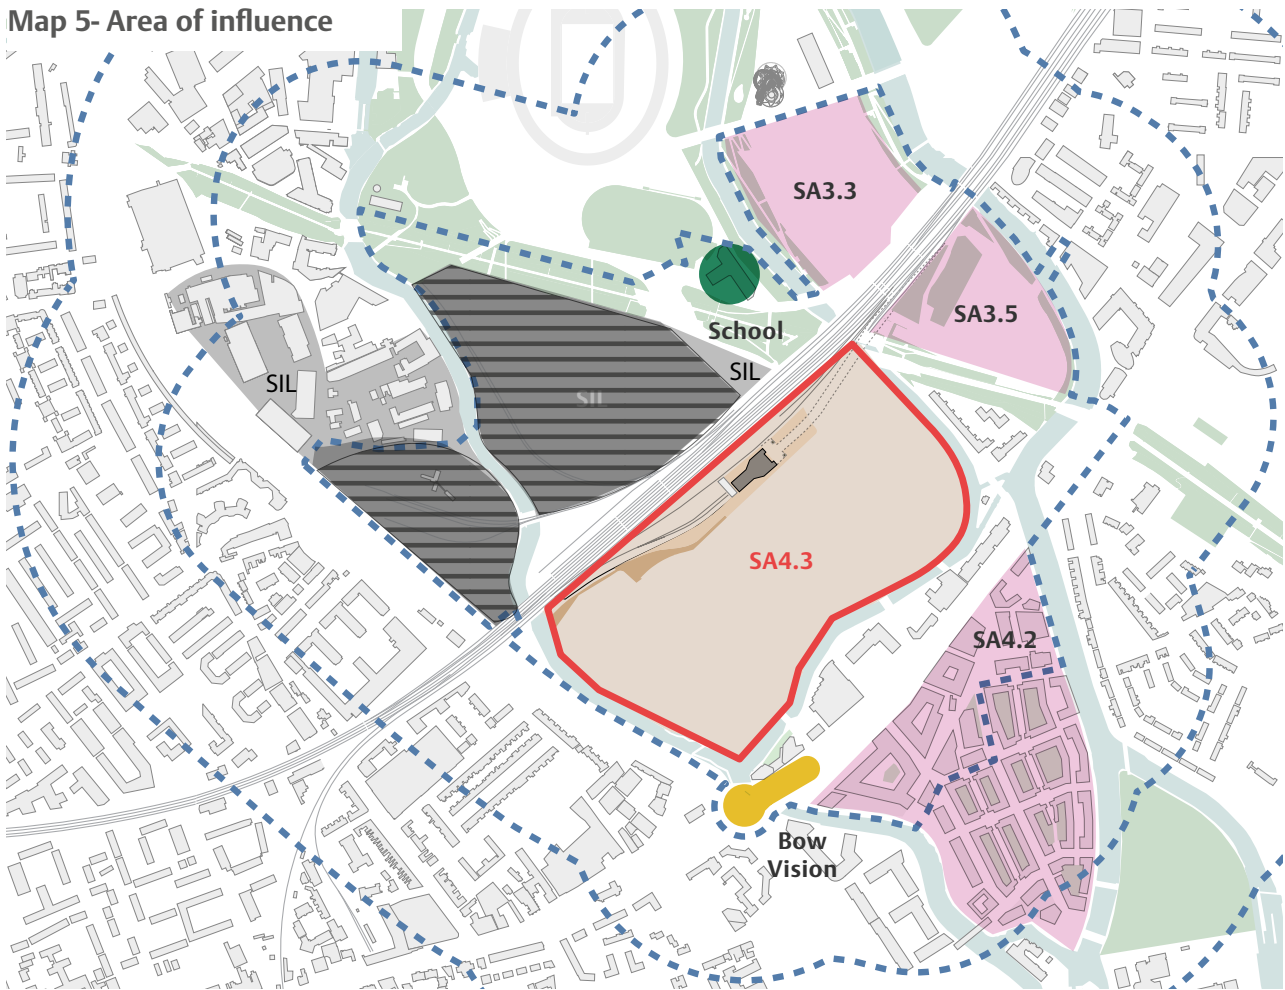 Map 5- Area of influence
SA3.3
SA3.5
School
SIL
SIL
SIL
SA4.3
SA4.2
Bow
Vision